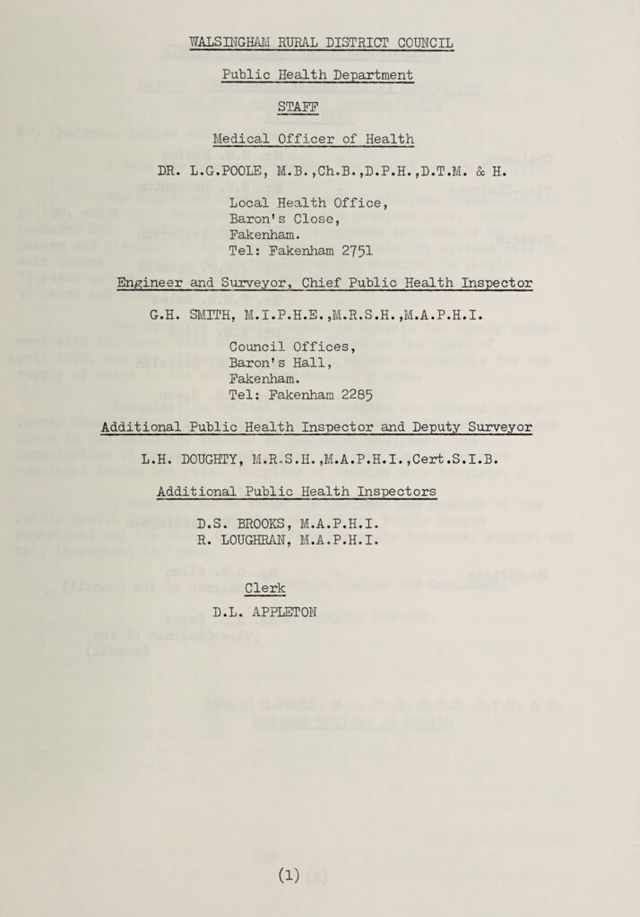 WALSINGHAM RURAL DISTRICT COUNCIL
Public Health Department
STAFF
Medical Officer of Health
DR. L.G.POOLE, M.B.,Ch.B.,D.P.H.,D.T.M. & H.
Local Health Office,
Baron's Close,
Fakenham.
Tel: Fakenham 2751
Engineer and Surveyor, Chief Public Health Inspector
G.H. SMITH, M.I.P.H.E.,M.R.S.H.,M.A.P.H.I.
Council Offices,
Baron's Hall,
Fakenham.
Tel: Fakenham 2285
Additional Public Health Inspector and Deputy Surveyor
L.H. DOUGHTY, M.R.S.H.,M.A.P.H.I.,Cert.S.I.B.
Additional Public Health Inspectors
D.S. BROOKS, M.A.P.H.I.
R. LOUGHRAN, M.A.P.H.I.
Clerk
D.L. APPLETON
(1)